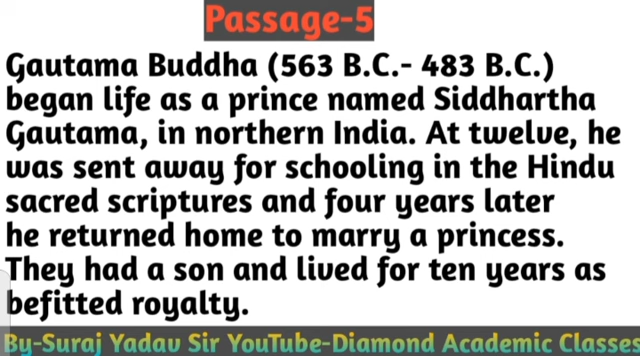 Passage-5
Gautama Buddha (563 B.C.- 483 B.C.)
began life as a prince named Siddhartha
Gautama, in northern India. At twelve, he
was sent away for schooling in the Hindu
sacred scriptures and four years later
he returned home to marry a princess.
They had a son and lived for ten years as
befitted royalty.
By-Suraj Yadav Sir YouTube-Diamond Academic Classes